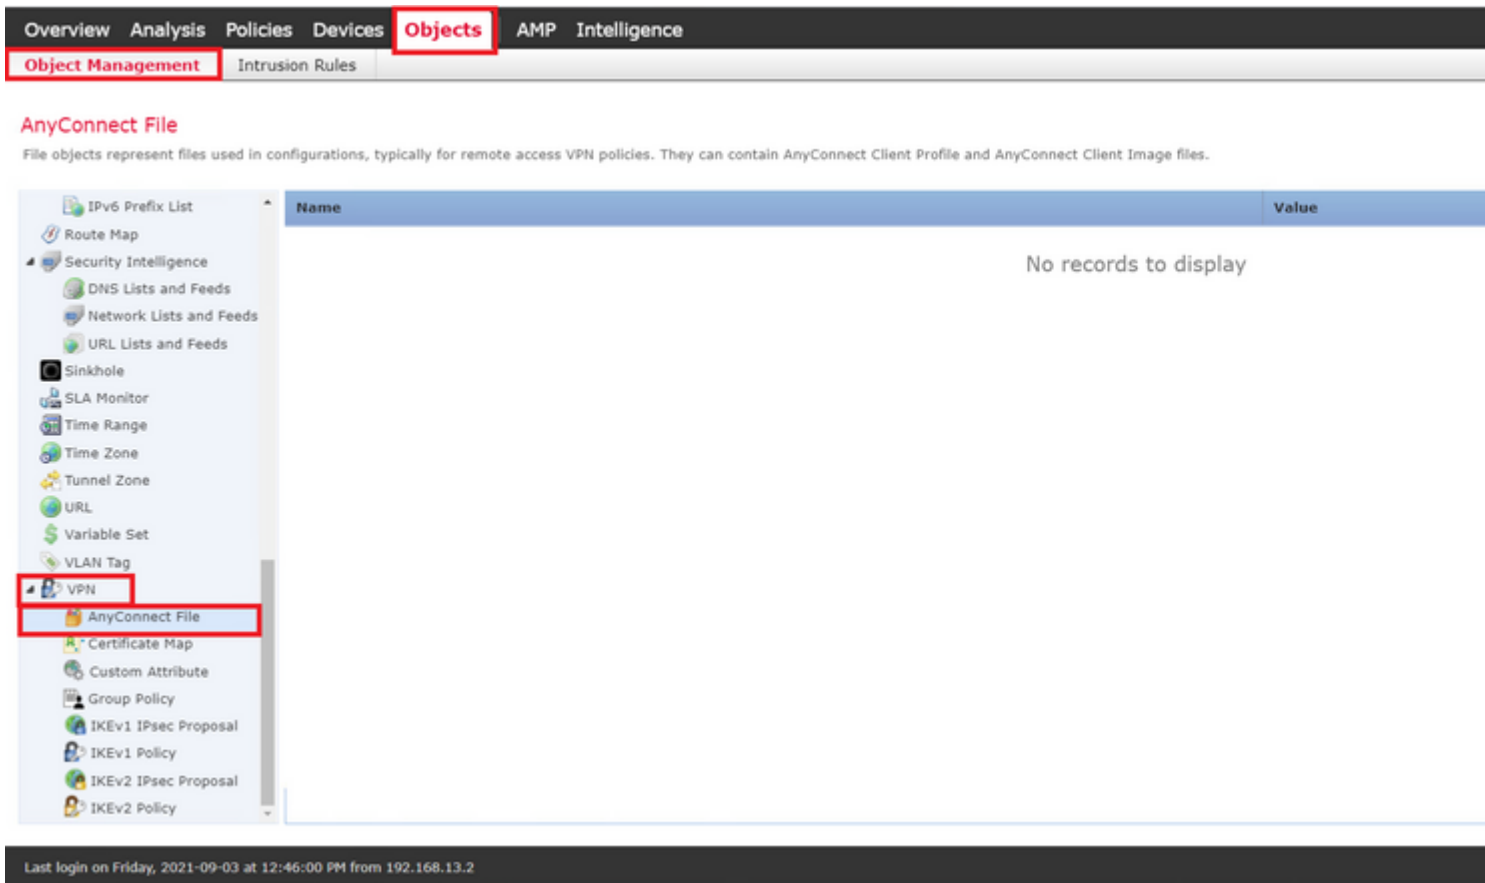 Overview Analysis Policies Devices Objects AMP Intelligence
Object Management Intrusion Rules
AnyConnect File
File objects represent files used in configurations, typically for remote access VPN policies. They can contain AnyConnect Client Profile and AnyConnect Client Image files.
IPv6 Prefix List
Route Map
Security Intelligence
DNS Lists and Feeds
Network Lists and Feeds
URL Lists and Feeds
Sinkhole
SLA Monitor
Time Range
Time Zone
Tunnel Zone
URL
Variable Set
VLAN Tag
VPN
AnyConnect File
Certificate Map
Custom Attribute
Group Policy
IKEv1 IPsec Proposal
IKEv1 Policy
IKEv2 IPsec Proposal
IKEv2 Policy
Name Value
No records to display
Last login on Friday, 2021-09-03 at 12:46:00 PM from 192.168.13.2